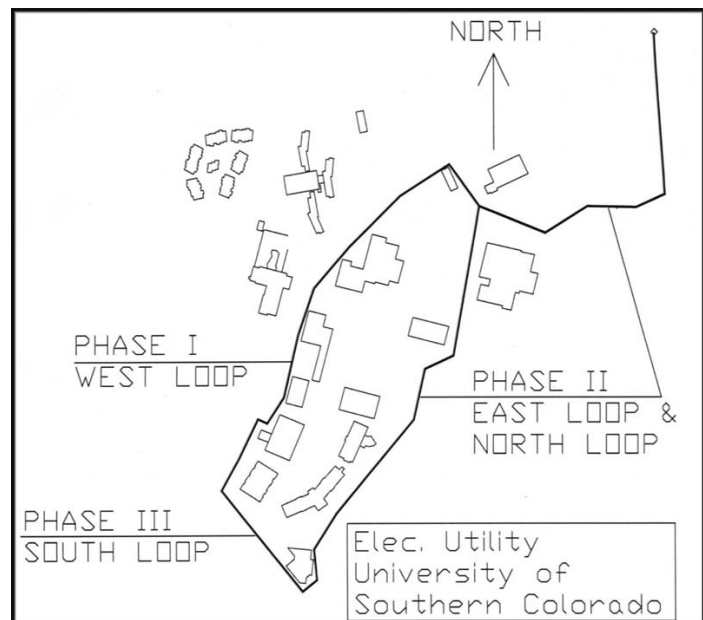 NORTH
PHASE I
WEST LOOP
PHASE II
EAST LOOP &
NORTH LOOP
PHASE III
SOUTH LOOP
Elec. Utility
University of
Southern Colorado